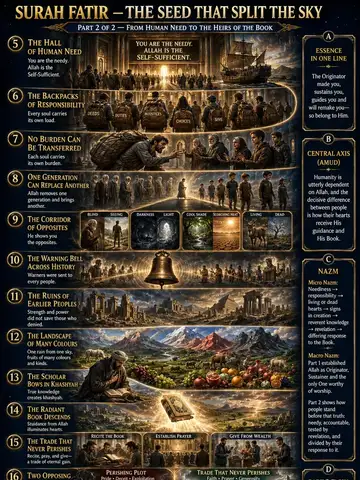 SURAH FATIR — THE SEED THAT SPLIT THE SKY
PART 2 OF 2 — FROM HUMAN NEED TO THE HEIRS OF THE BOOK
5 THE HALL
OF HUMAN NEED
You are the needy.
Allah is the
Self-Sufficient.
YOU ARE THE NEEDY.
ALLAH IS THE
SELF-SUFFICIENT.
6 THE BACKPACKS
OF RESPONSIBILITY
Every soul carries
its own load.
DEEDS
CHOICES
SINS
7 NO BURDEN CAN
BE TRANSFERRED
Each soul carries
its own burden.
8 ONE GENERATION
CAN REPLACE ANOTHER
Allah removes one
generation and brings
another.
9 THE CORRIDOR
OF OPPOSITES
He shows you
the opposites.
BLIND SEEING
DARKNESS LIGHT
COOL SHADE
LIVING DEAD
10 THE WARNING BELL
ACROSS HISTORY
Warners were sent to
every people.
11 THE RUINS OF
EARLIER PEOPLES
Strength and power
did not save those who
denied.
12 THE LANDSCAPE
OF MANY COLOURS
One rain from one sky,
fruits of many colours
and kinds.
13 THE SCHOLAR
BOWS IN KHASHYAH
True knowledge
creates khashyah.
14 THE RADIANT
BOOK DESCENDS
Guidance from Allah
illuminates hearts.
15 THE TRADE THAT
NEVER PERISHES
Recite, pray, and give—
a trade of eternal gain.
RECITE THE BOOK
ESTABLISH PRAYER
GIVE FROM WEALTH
16 TWO OPPOSING
PERISHING PLOT
Pride • Deceit • Exploitation
TRADE THAT NEVER PERISHES
Faith • Prayer • Generosity
A
ESSENCE
IN ONE LINE
The Originator
made you,
sustains you,
guides you and
will remake you—
so belong to Him.
B
CENTRAL AXIS
(AMUD)
Humanity is
utterly dependent
on Allah, and the
decisive difference
between people
is how their
hearts receive
His guidance and
His Book.
C
NAZM
Micro Nazm:
Neediness →
responsibility →
living or dead
hearts → signs
in creation →
revered knowledge
→ revelation →
differing response
to the Book.
Macro Nazm:
Part 1 established
Allah as Originator,
Sustainer and the
only One worthy of
worship.
Part 2 shows how
people stand
before that truth:
needy, accountable,
tested by
revelation, and
divided by their
response to it.